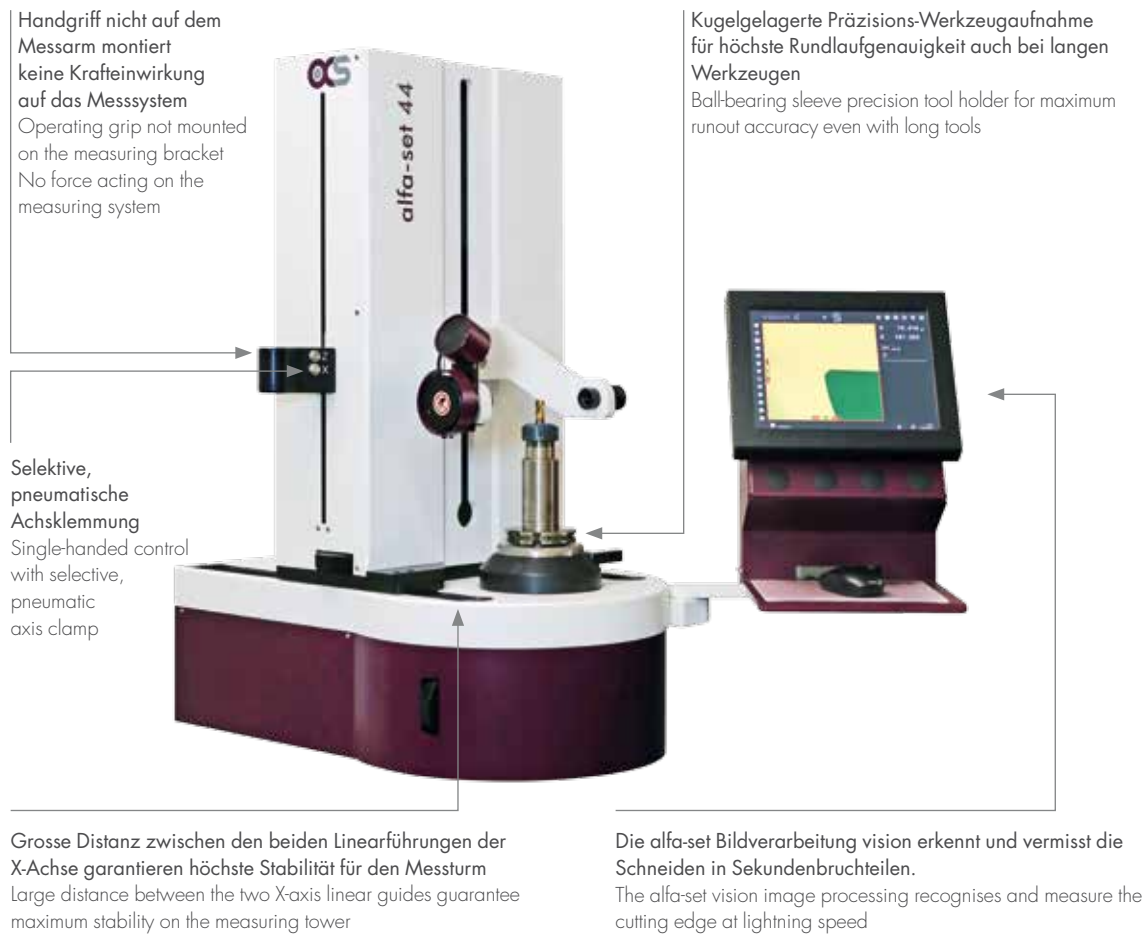 Handgriff nicht auf dem
Messarm montiert
keine Krafteinwirkung
auf das Messsystem
Operating grip not mounted
on the measuring bracket
No force acting on the
measuring system
Kugelgelagerte Präzisions-Werkzeugaufnahme
für höchste Rundlaufgenauigkeit auch bei langen
Werkzeugen
Ball-bearing sleeve precision tool holder for maximum
runout accuracy even with long tools
alfa-set 44
Z
X
Selektive,
pneumatische
Achsklemmung
Single-handed control
with selective,
pneumatic
axis clamp
Grosse Distanz zwischen den beiden Linearführungen der
X-Achse garantieren höchste Stabilität für den Messturm
Large distance between the two X-axis linear guides guarantee
maximum stability on the measuring tower
Die alfa-set Bildverarbeitung vision erkennt und vermisst die
Schneiden in Sekundenbruchteilen.
The alfa-set vision image processing recognises and measure the
cutting edge at lightning speed